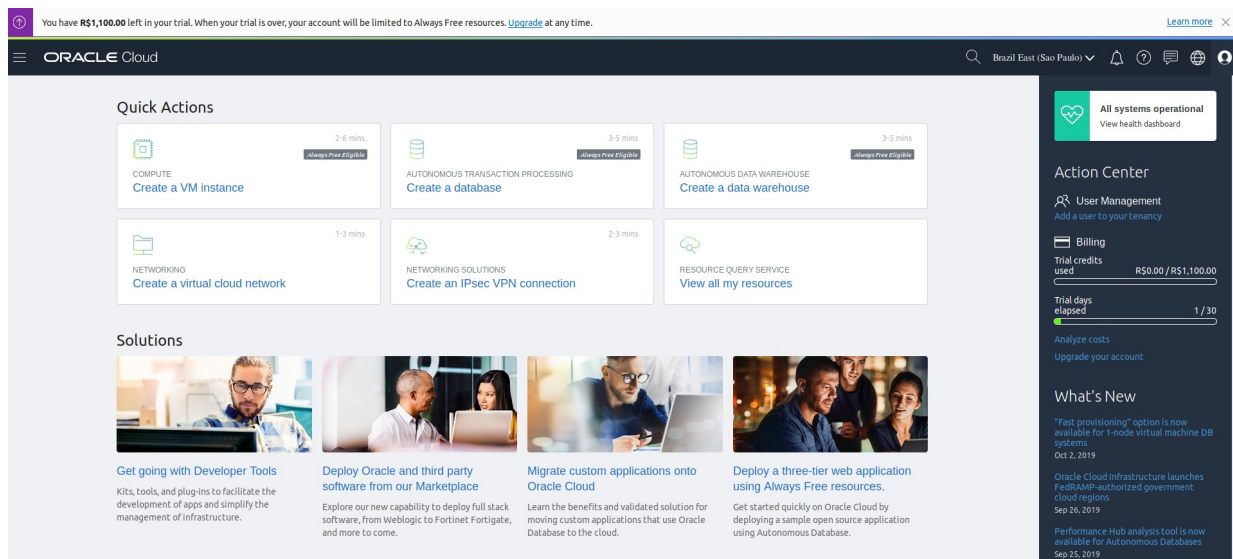 You have R$1,100.00 left in your trial. When your trial is over, your account will be limited to Always Free resources. Upgrade at any time.
Learn more
ORACLE Cloud
Brazil East (Sao Paulo)
Quick Actions
2-6 mins
Always Free Eligible
COMPUTE
Create a VM instance
3-5 mins
Always Free Eligible
AUTONOMOUS TRANSACTION PROCESSING
Create a database
3-5 mins
Always Free Eligible
AUTONOMOUS DATA WAREHOUSE
Create a data warehouse
1-3 mins
NETWORKING
Create a virtual cloud network
2-3 mins
NETWORKING SOLUTIONS
Create an IPsec VPN connection
RESOURCE QUERY SERVICE
View all my resources
Solutions
Get going with Developer Tools
Kits, tools, and plug-ins to facilitate the
development of apps and simplify the
management of infrastructure.
Deploy Oracle and third party
software from our Marketplace
Explore our new capability to deploy full stack
software, from Weblogic to Fortinet Fortigate,
and more to come.
Migrate custom applications onto
Oracle Cloud
Learn the benefits and validated solution for
moving custom applications that use Oracle
Database to the cloud.
Deploy a three-tier web application
using Always Free resources.
Get started quickly on Oracle Cloud by
deploying a sample open source application
using Autonomous Database.
All systems operational
View health dashboard
Action Center
User Management
Add a user to your tenancy
Billing
Trial credits
used R$0.00 / R$1,100.00
Trial days
elapsed 1 / 30
Analyze costs
Upgrade your account
What's New
"Fast provisioning" option is now
available for 1-node virtual machine DB
systems
Oct 2, 2019
Oracle Cloud Infrastructure launches
FedRAMP-authorized government
cloud regions
Sep 26, 2019
Performance Hub analysis tool is now
available for Autonomous Databases
Sep 25, 2019